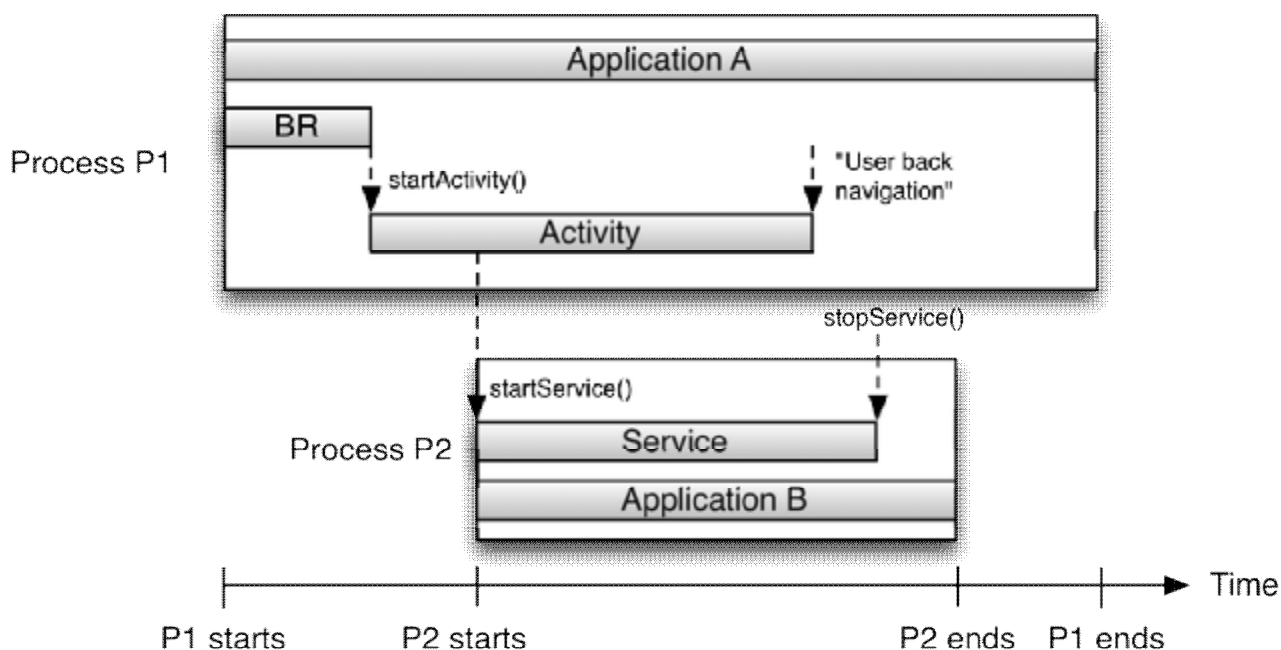 Application A
BR
Process P1
startActivity()
"User back
navigation"
Activity
stopService()
startService()
Process P2
Service
Application B
Time
P1 starts
P2 starts
P2 ends
P1 ends